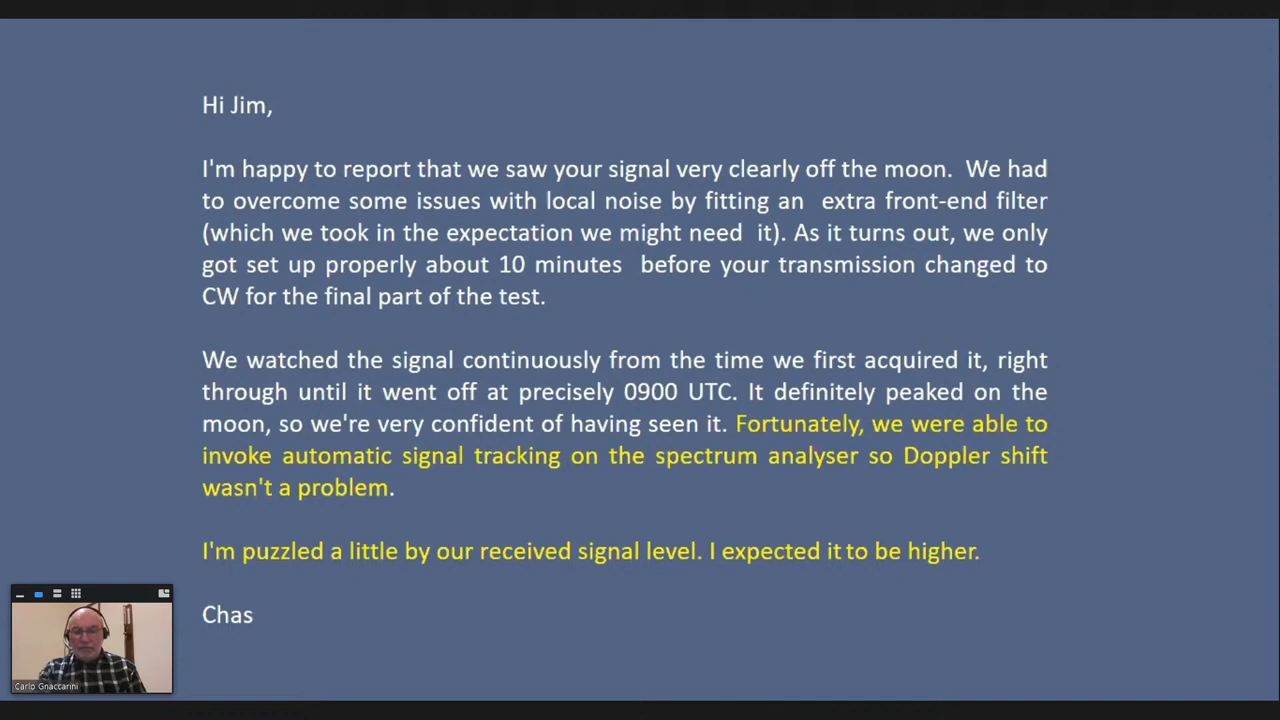 Hi Jim,
I'm happy to report that we saw your signal very clearly off the moon.  We had
to overcome some issues with local noise by fitting an  extra front-end filter
(which we took in the expectation we might need  it). As it turns out, we only
got set up properly about 10 minutes  before your transmission changed to
CW for the final part of the test.
We watched the signal continuously from the time we first acquired it, right
through until it went off at precisely 0900 UTC. It definitely peaked on the
moon, so we're very confident of having seen it. Fortunately, we were able to
invoke automatic signal tracking on the spectrum analyser so Doppler shift
wasn't a problem.
I'm puzzled a little by our received signal level. I expected it to be higher.
Chas
Carlo Gnaccarini